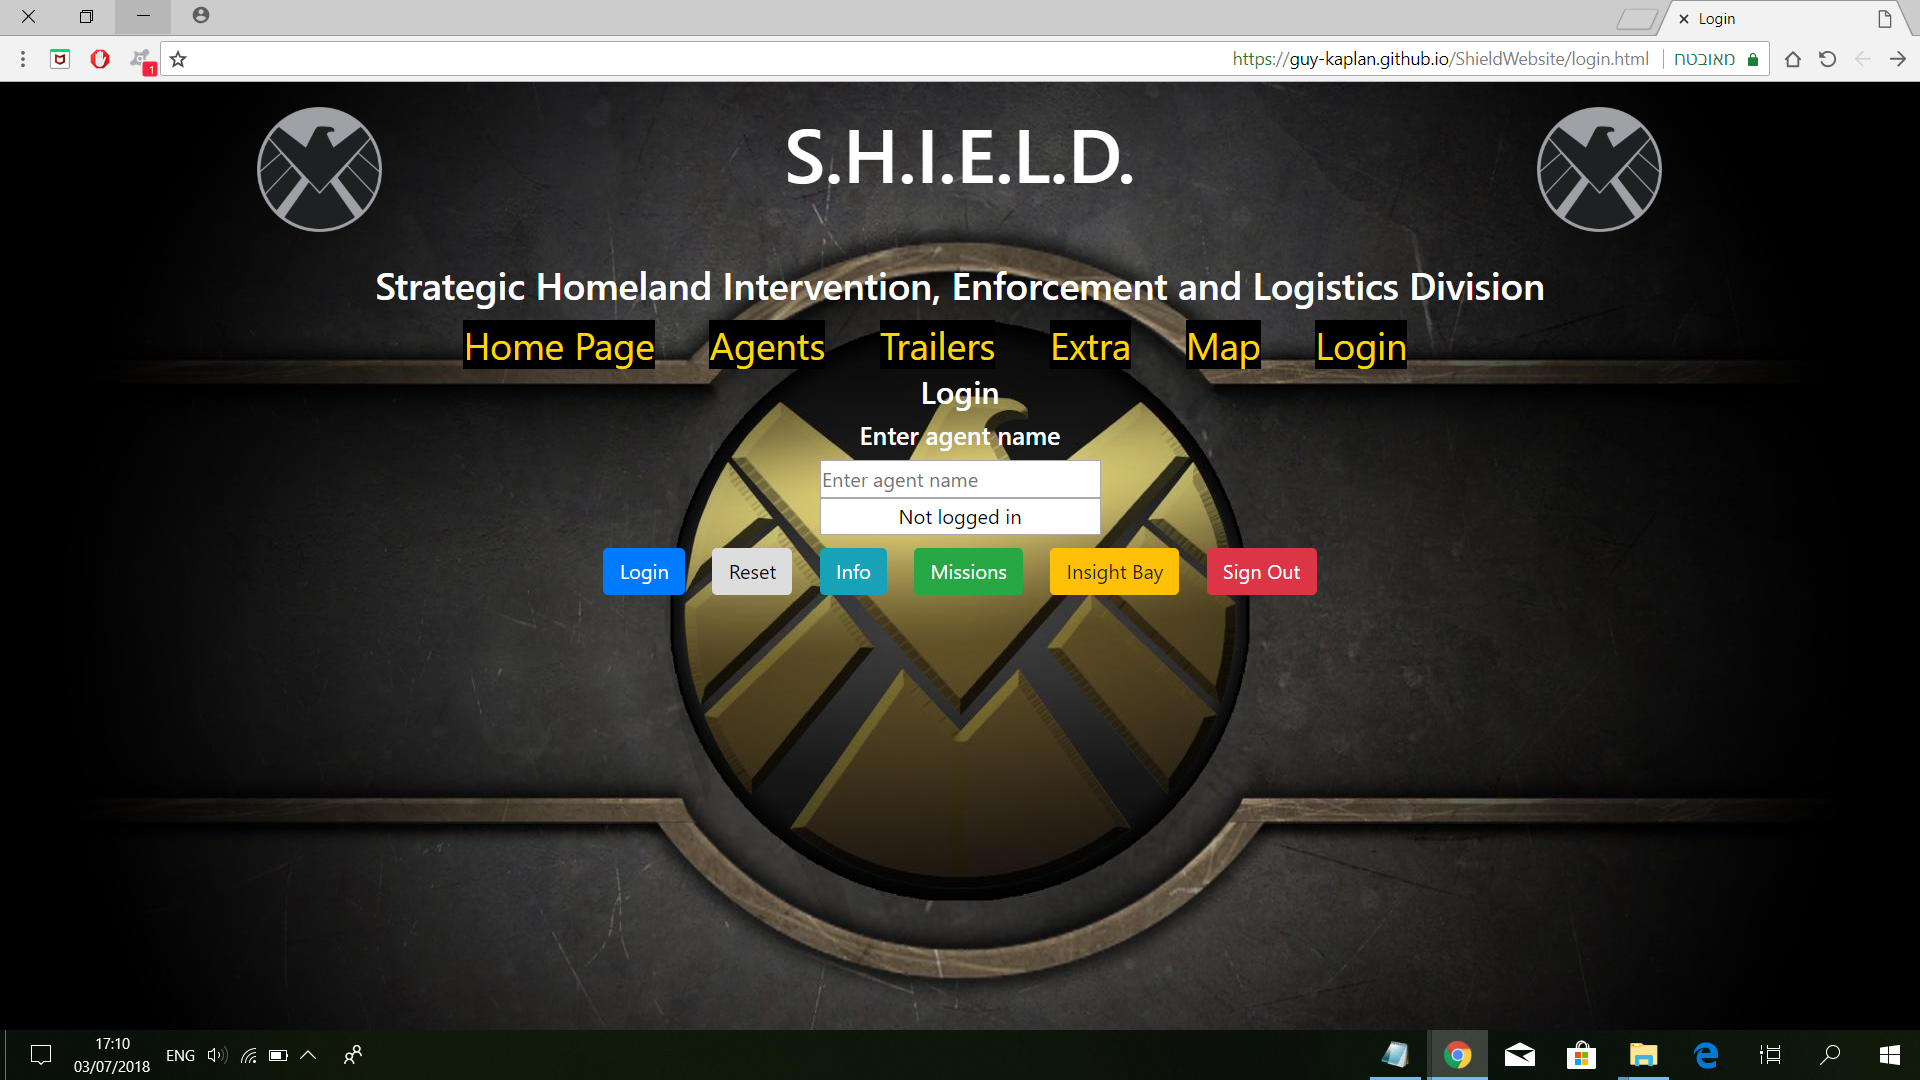 Login
https://guy-kaplan.github.io/ShieldWebsite/login.html מאובטח
1
S.H.I.E.L.D.
Strategic Homeland Intervention, Enforcement and Logistics Division
Home Page Agents Trailers Extra Map Login
Login
Enter agent name
Enter agent name
Not logged in
Login Reset Info Missions Insight Bay Sign Out
17:10
ENG
03/07/2018